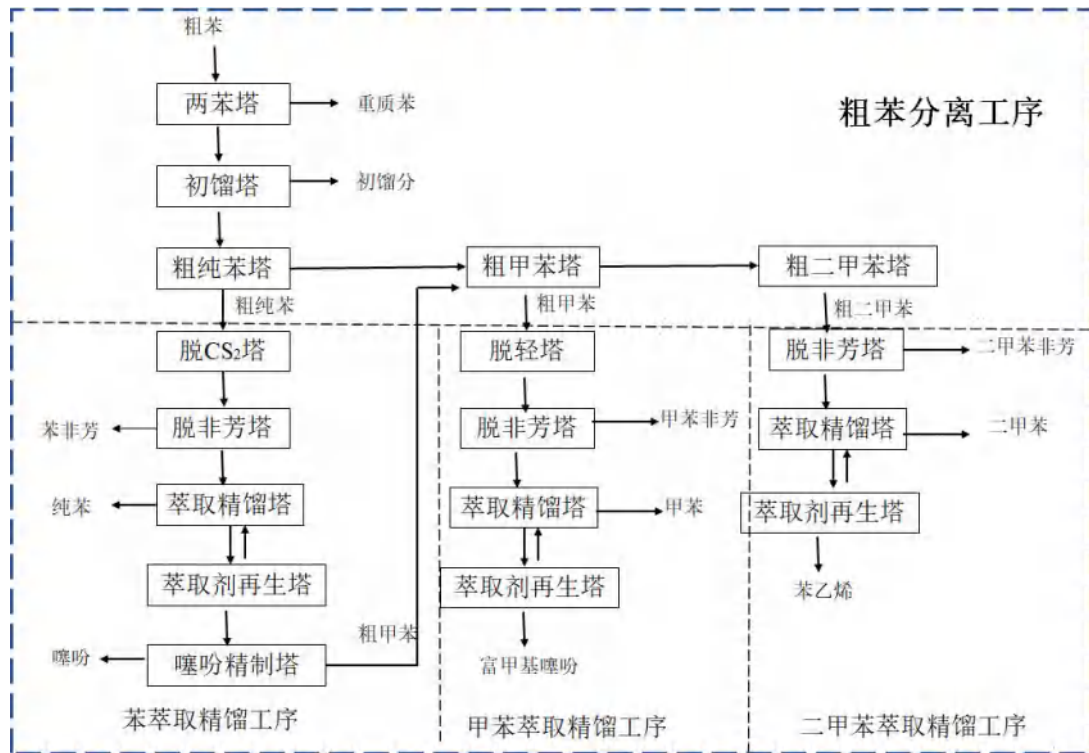 粗苯
两苯塔
重质苯
粗苯分离工序
初馏塔
初馏分
粗纯苯塔
粗甲苯塔
粗二甲苯塔
粗纯苯
粗甲苯
粗二甲苯
脱CS₂塔
脱轻塔
脱非芳塔
二甲苯非芳
苯非芳
脱非芳塔
脱非芳塔
甲苯非芳
萃取精馏塔
二甲苯
纯苯
萃取精馏塔
萃取精馏塔
甲苯
萃取剂再生塔
萃取剂再生塔
萃取剂再生塔
苯乙烯
粗甲苯
噻吩
噻吩精制塔
富甲基噻吩
苯萃取精馏工序
甲苯萃取精馏工序
二甲苯萃取精馏工序